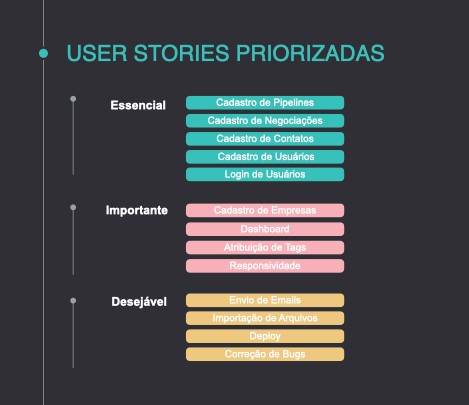 USER STORIES PRIORIZADAS
Essencial
Cadastro de Pipelines
Cadastro de Negociações
Cadastro de Contatos
Cadastro de Usuários
Login de Usuários
Importante
Cadastro de Empresas
Dashboard
Atribuição de Tags
Responsividade
Desejável
Envio de Emails
Importação de Arquivos
Deploy
Correção de Bugs